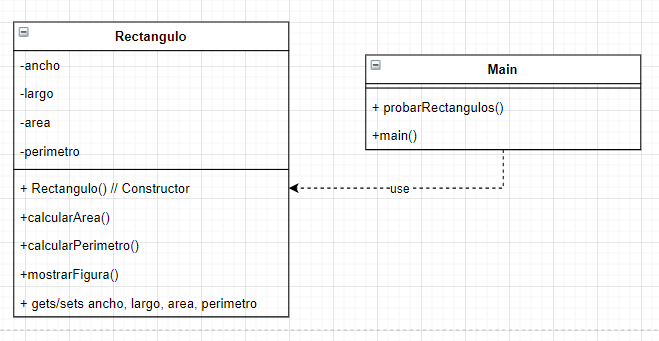 Rectangulo
-ancho
-largo
-area
-perimetro
+ Rectangulo() // Constructor
+calcularArea()
+calcularPerimetro()
+mostrarFigura()
+ gets/sets ancho, largo, area, perimetro
Main
+ probarRectangulos()
+main()
use